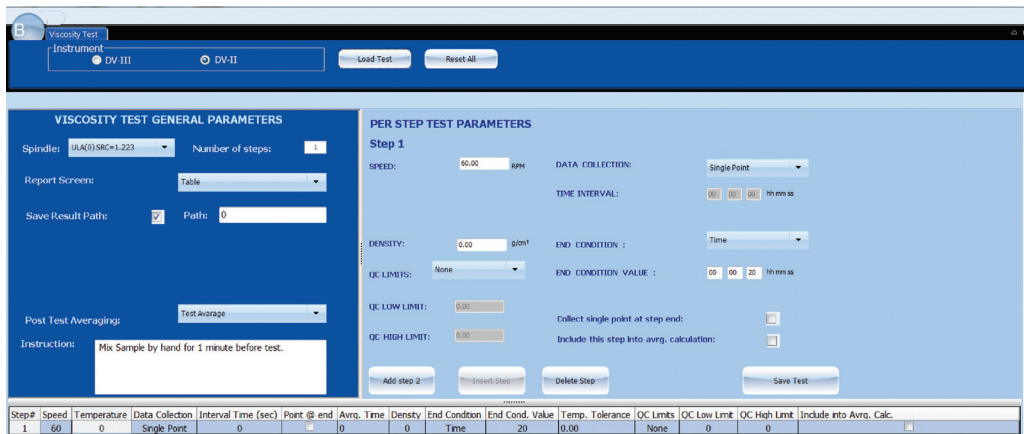 B
Viscosity Test
Instrument
DV-III DV-II
Load Test Reset All
VISCOSITY TEST GENERAL PARAMETERS
Spindle: ULA(0) SRC=1.223 Number of steps: 1
Report Screen: Table
Save Result Path: Path: 0
Post Test Averaging: Test Avarage
Instruction: Mix Sample by hand for 1 minute before test.
PER STEP TEST PARAMETERS
Step 1
SPEED: 60.00 RPM DATA COLLECTION: Single Point
TIME INTERVAL: 00 00 00 hh mm ss
DENSITY: 0.00 g/cm³ END CONDITION : Time
QC LIMITS: None END CONDITION VALUE : 00 00 20 hh mm ss
QC LOW LIMIT: 0.00
Collect single point at step end:
QC HIGH LIMIT: 0.00 Include this step into avrg. calculation:
Add step 2 Insert Step Delete Step Save Test
Step# Speed Temperature Data Colection Interval Time (sec) Point @ end Avrg. Time Density End Condtion End Cond. Value Temp. Tolerance QC Limits QC Low Limit QC High Limit Include into Avrg. Calc.
1 60 0 Single Point 0 0 0 Time 20 0.00 None 0 0